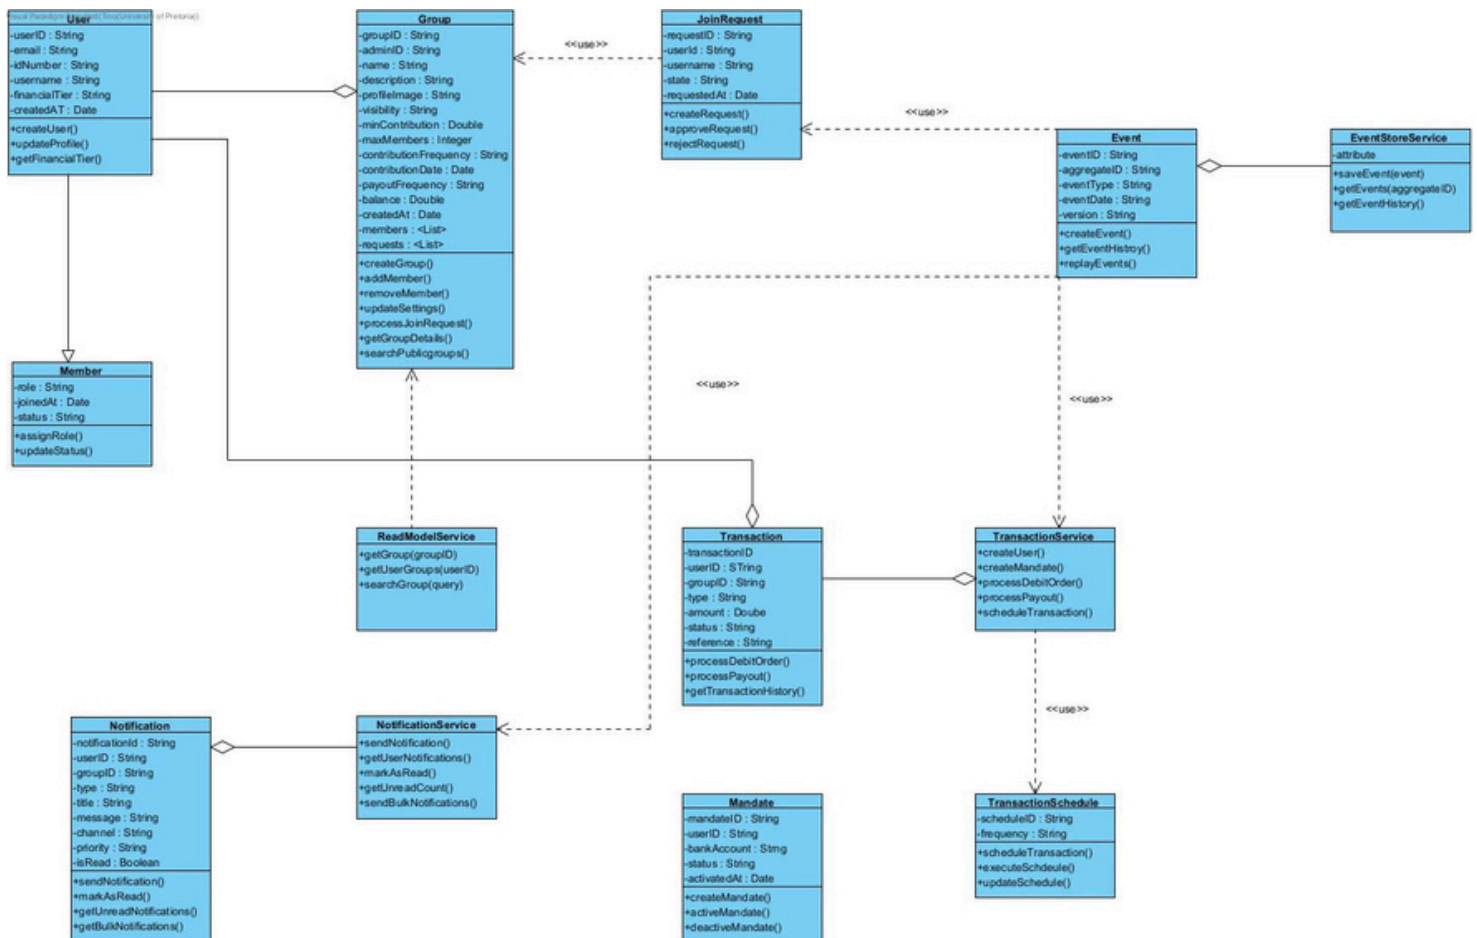 User
-userID : String
-email : String
-idNumber : String
-username : String
-financialTier : String
-createdAT : Date
+createUser()
+updateProfile()
+getFinancialTier()
Group
-groupID : String
-adminID : String
-name : String
-description : String
-profileImage : String
-visibility : String
-minContribution : Double
-maxMembers : Integer
-contributionFrequency : String
-contributionDate : Date
-payoutFrequency : String
-balance : Double
-createdAt : Date
-members : <List>
-requests : <List>
+createGroup()
+addMember()
+removeMember()
+updateSettings()
+processJoinRequest()
+getGroupDetails()
+searchPublicgroups()
<<use>>
JoinRequest
-requestID : String
-userId : String
-username : String
-state : String
-requestedAt : Date
+createRequest()
+approveRequest()
+rejectRequest()
<<use>>
Event
-eventID : String
-aggregateID : String
-eventType : String
-eventDate : String
-version : String
+createEvent()
+getEventHistroy()
+replayEvents()
EventStoreService
-attribute
+saveEvent(event)
+getEvents(aggregateID)
+getEventHistory()
Member
-role : String
-joinedAt : Date
-status : String
+assignRole()
+updateStatus()
<<use>>
<<use>>
ReadModelService
+getGroup(groupID)
+getUserGroups(userID)
+searchGroup(query)
Transaction
-transactionID
-userID : STring
-groupID : String
-type : String
-amount : Doube
-status : String
-reference : String
+processDebitOrder()
+processPayout()
+getTransactionHistory()
TransactionService
+createUser()
+createMandate()
+processDebitOrder()
+processPayout()
+scheduleTransaction()
<<use>>
Notification
-notificationId : String
-userID : String
-groupID : String
-type : String
-title : String
-message : String
-channel : String
-priority : String
-isRead : Boolean
+sendNotification()
+markAsRead()
+getUnreadNotifications()
+getBulkNotifications()
NotificationService
+sendNotification()
+getUserNotifications()
+markAsRead()
+getUnreadCount()
+sendBulkNotifications()
Mandate
-mandateID : String
-userID : String
-bankAccount : Strng
-status : String
-activatedAt : Date
+createMandate()
+activeMandate()
+deactiveMandate()
TransactionSchedule
-scheduleID : String
-frequency : String
+scheduleTransaction()
+executeSchdeule()
+updateSchedule()